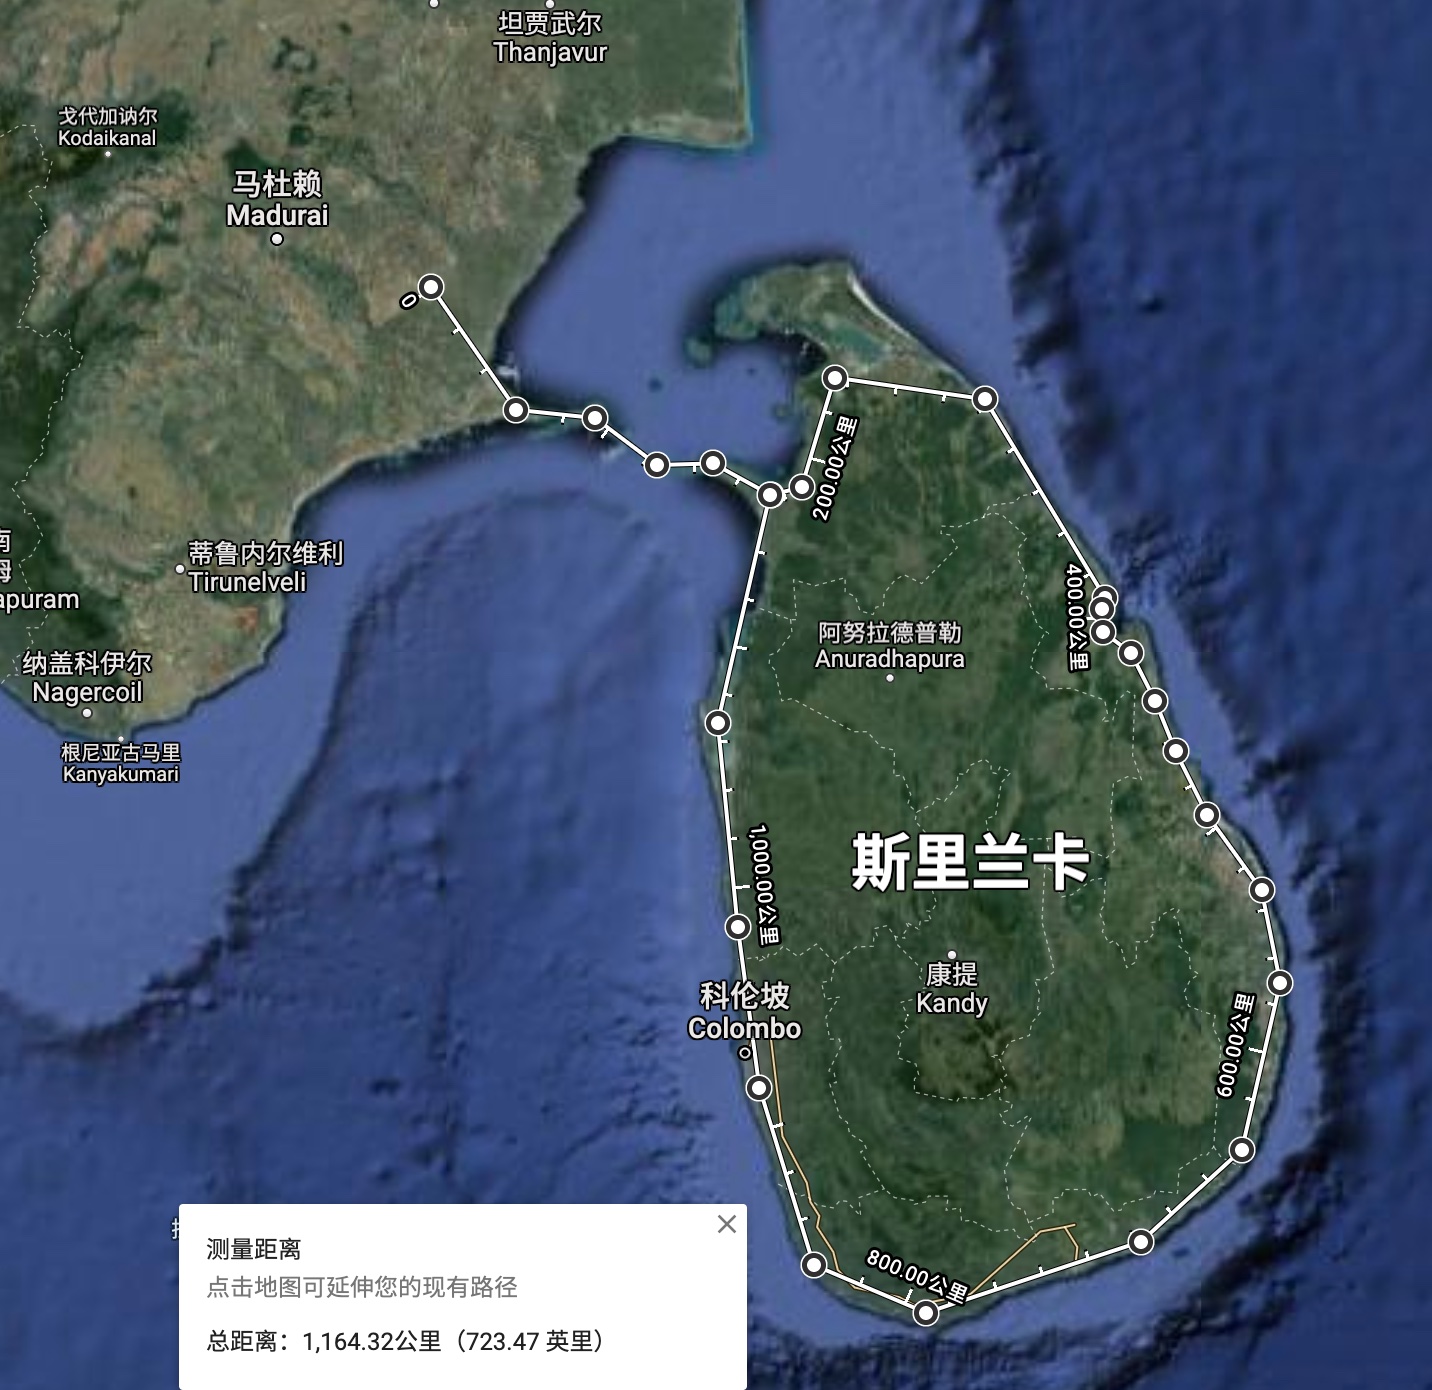 坦贾武尔
Thanjavur
戈代加讷尔
Kodaikanal
马杜赖
Madurai
0
200.00公里
蒂鲁内尔维利
Tirunelveli
南
apuram
400.00公里
阿努拉德普勒
Anuradhapura
纳盖科伊尔
Nagercoil
根尼亚古马里
Kanyakumari
斯里兰卡
1,000.00公里
康提
Kandy
科伦坡
Colombo
600.00公里
800.00公里
测量距离
点击地图可延伸您的现有路径
总距离：1,164.32公里（723.47 英里）